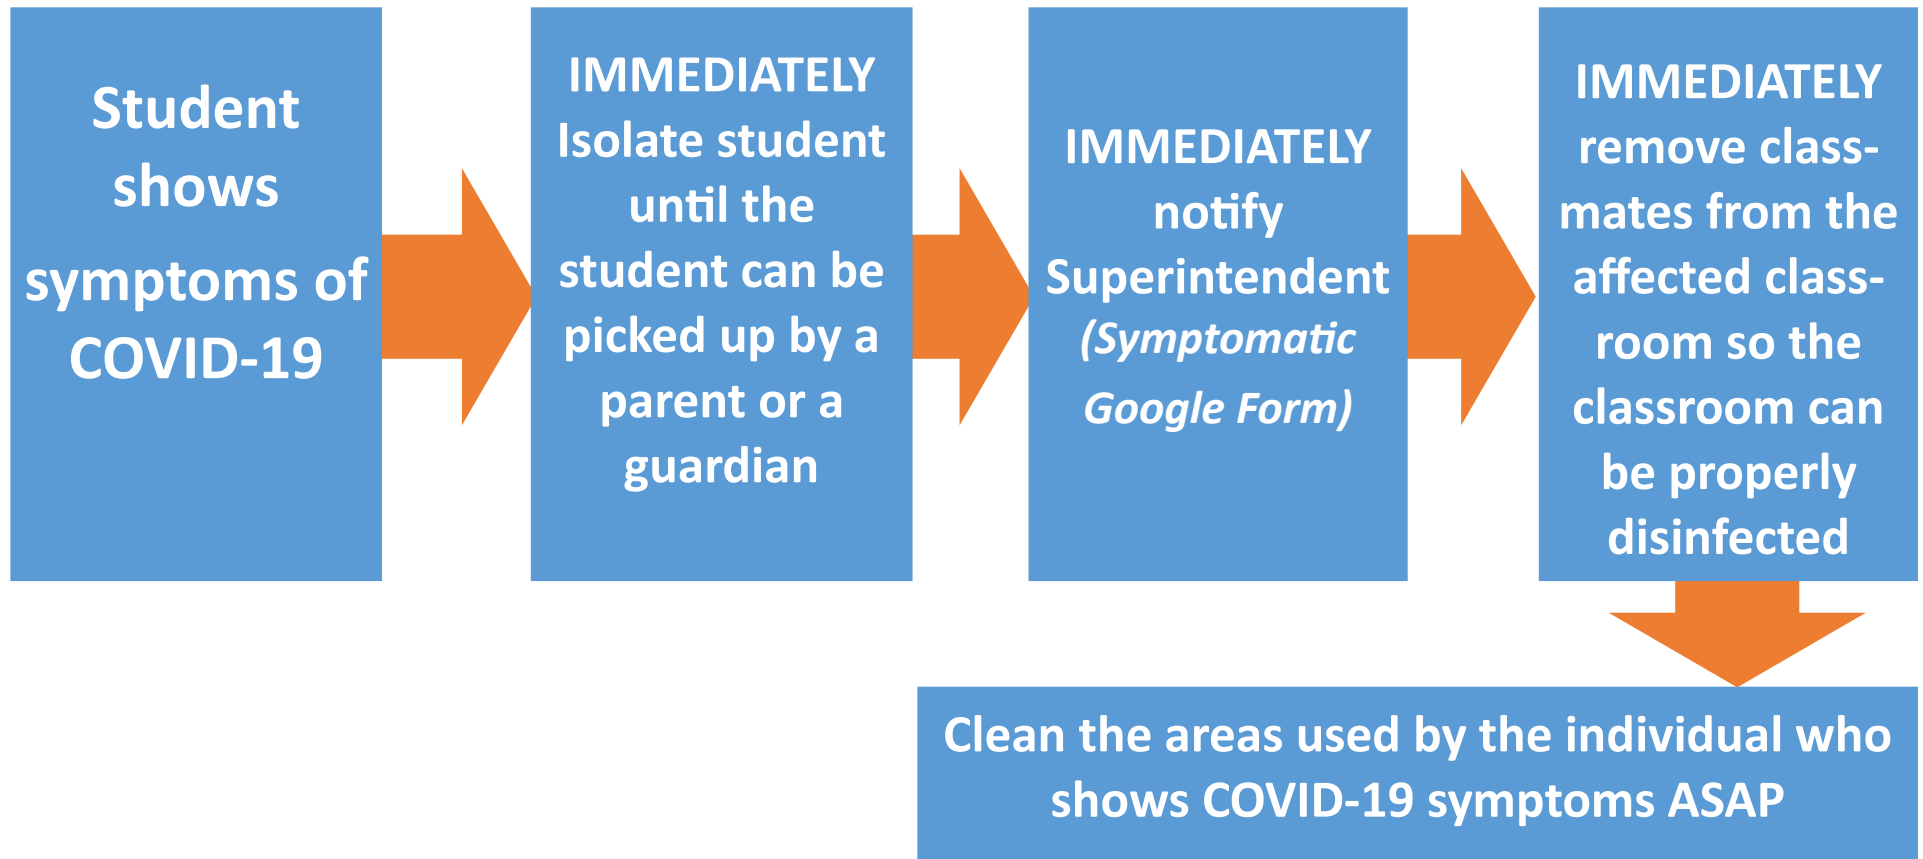 Student
shows
symptoms of
COVID-19
IMMEDIATELY
Isolate student
until the
student can be
picked up by a
parent or a
guardian
IMMEDIATELY
notify
Superintendent
(Symptomatic
Google Form)
IMMEDIATELY
remove class-
mates from the
affected class-
room so the
classroom can
be properly
disinfected
Clean the areas used by the individual who
shows COVID-19 symptoms ASAP